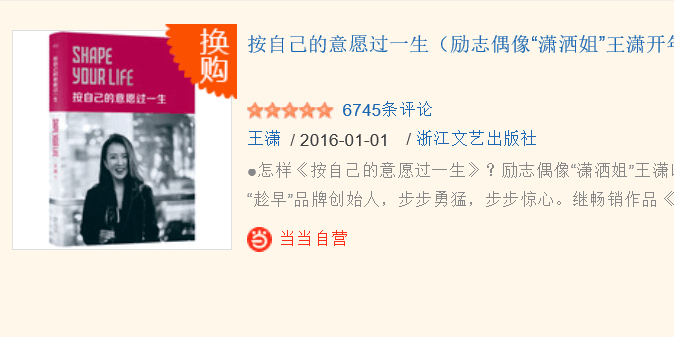 换
购
SHAPE
YOUR LIFE
按自己的意愿过一生
按自己的意愿过一生（励志偶像“潇洒姐”王潇开年
6745条评论
王潇 / 2016-01-01 / 浙江文艺出版社
●怎样《按自己的意愿过一生》？励志偶像“潇洒姐”王潇
“趁早”品牌创始人，步步勇猛，步步惊心。继畅销作品《
当当自营